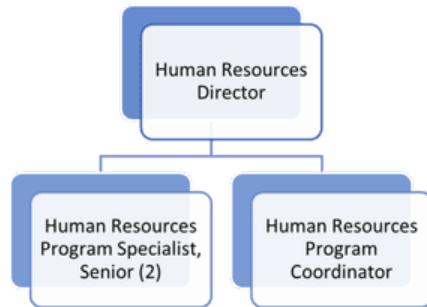 Human Resources
Director
Human Resources
Program Specialist,
Senior (2)
Human Resources
Program
Coordinator